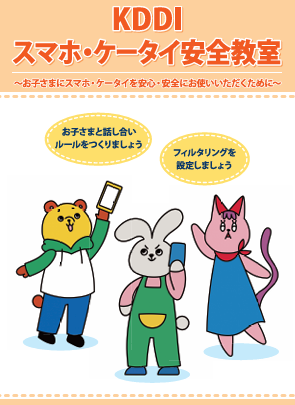 KDDI
スマホ・ケータイ安全教室
～お子さまにスマホ・ケータイを安心・安全にお使いいただくために～
お子さまと話し合い
ルールをつくりましょう
フィルタリングを
設定しましょう